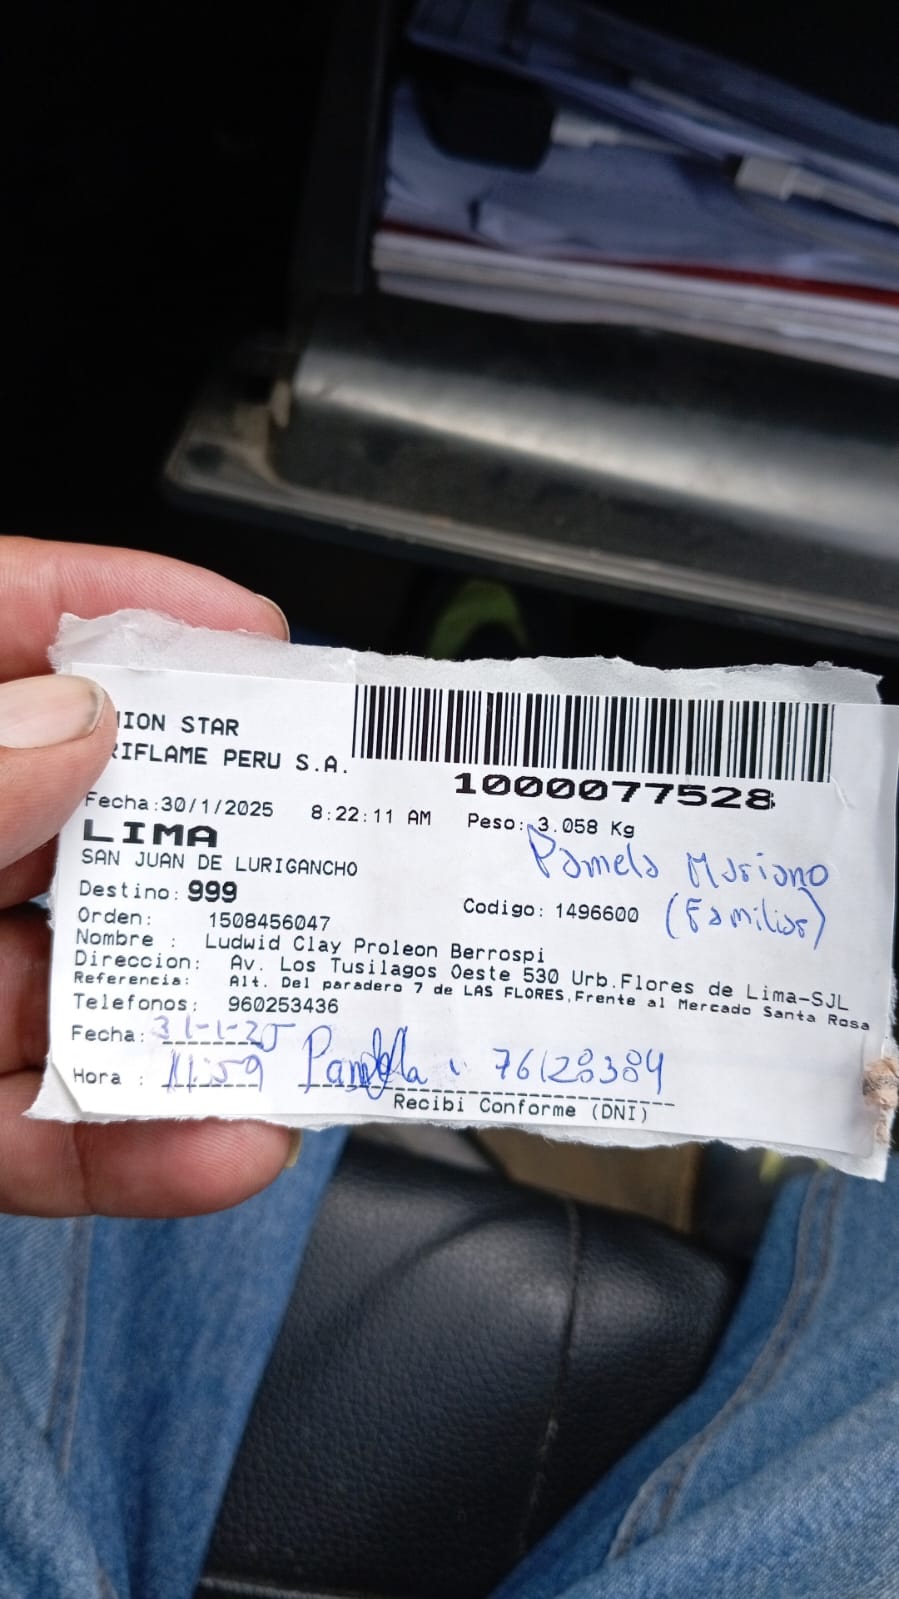 ION STAR
RIFLAME PERU S.A.
1000077528
Fecha:30/1/2025 8:22:11 AM Peso: 3.058 Kg
LIMA
Pamela Mariano
SAN JUAN DE LURIGANCHO
Destino: 999
Codigo: 1496600 (Familiar)
Orden: 1508456047
Nombre : Ludwid Clay Proleon Berrospi
Direccion: Av. Los Tusilagos Oeste 530 Urb.Flores de Lima-SJL
Referencia: Alt. Del paradero 7 de LAS FLORES,Frente al Mercado Santa Rosa
Telefonos: 960253436
Fecha: 31-1-25
Hora : 11:59 Pamela 76128384
Recibi Conforme (DNI)